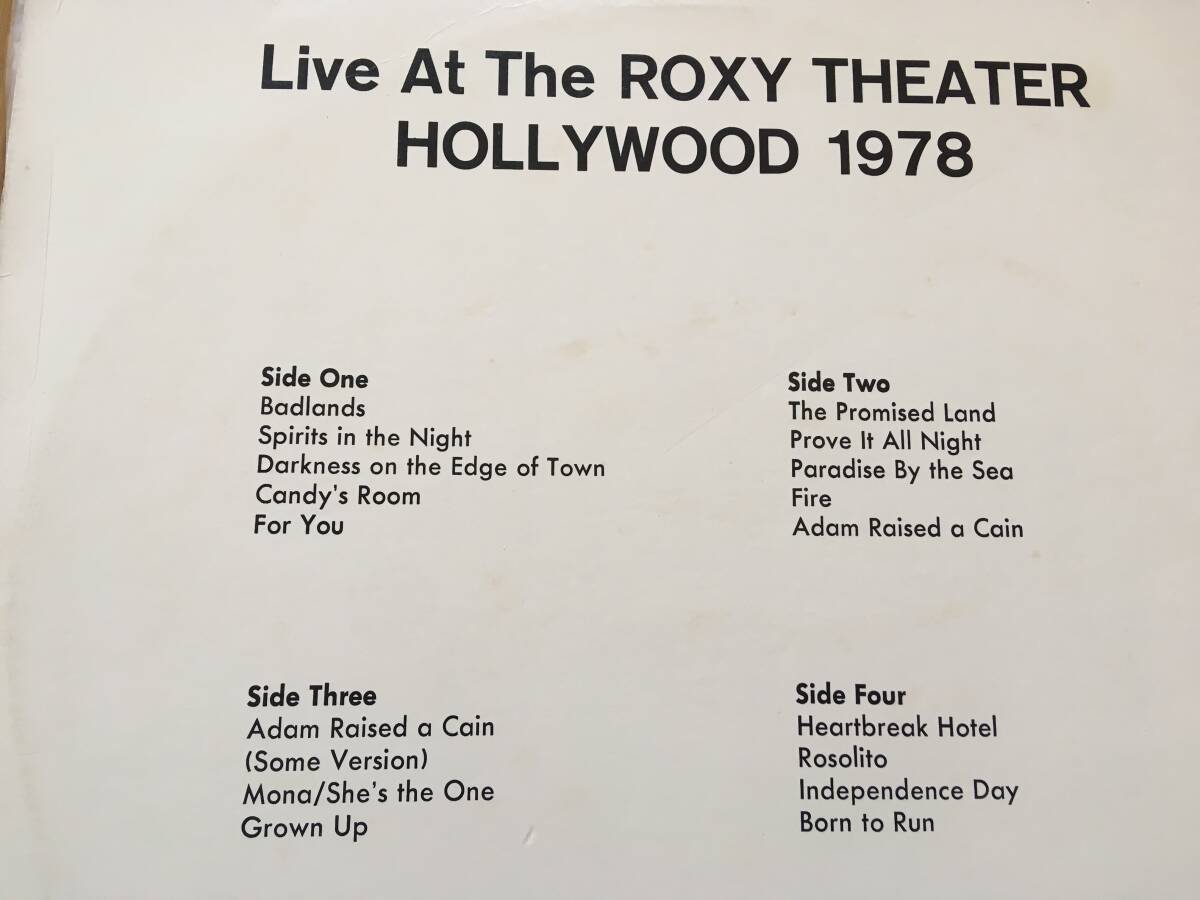 Live At The ROXY THEATER
HOLLYWOOD 1978
Side One
Badlands
Spirits in the Night
Darkness on the Edge of Town
Candy's Room
For You
Side Two
The Promised Land
Prove It All Night
Paradise By the Sea
Fire
Adam Raised a Cain
Side Three
Adam Raised a Cain
(Some Version)
Mona/She's the One
Grown Up
Side Four
Heartbreak Hotel
Rosolito
Independence Day
Born to Run